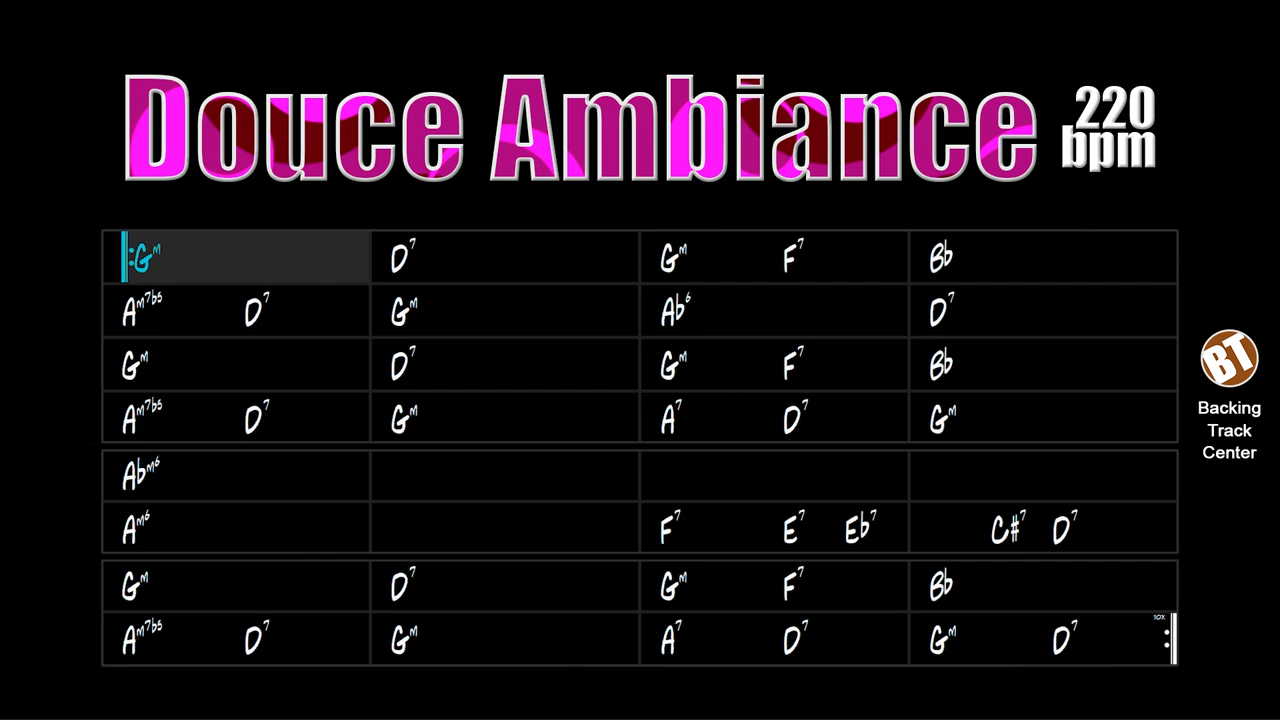 Douce Ambiance
220
bpm
:Gm D7 Gm F7 Bb
Am7b5 D7 Gm Ab6 D7
Gm D7 Gm F7 Bb
Am7b5 D7 Gm A7 D7 Gm
Abm6
Am6 F7 E7 Eb7 C#7 D7
Gm D7 Gm F7 Bb
Am7b5 D7 Gm A7 D7 Gm D7 :
BT
Backing
Track
Center